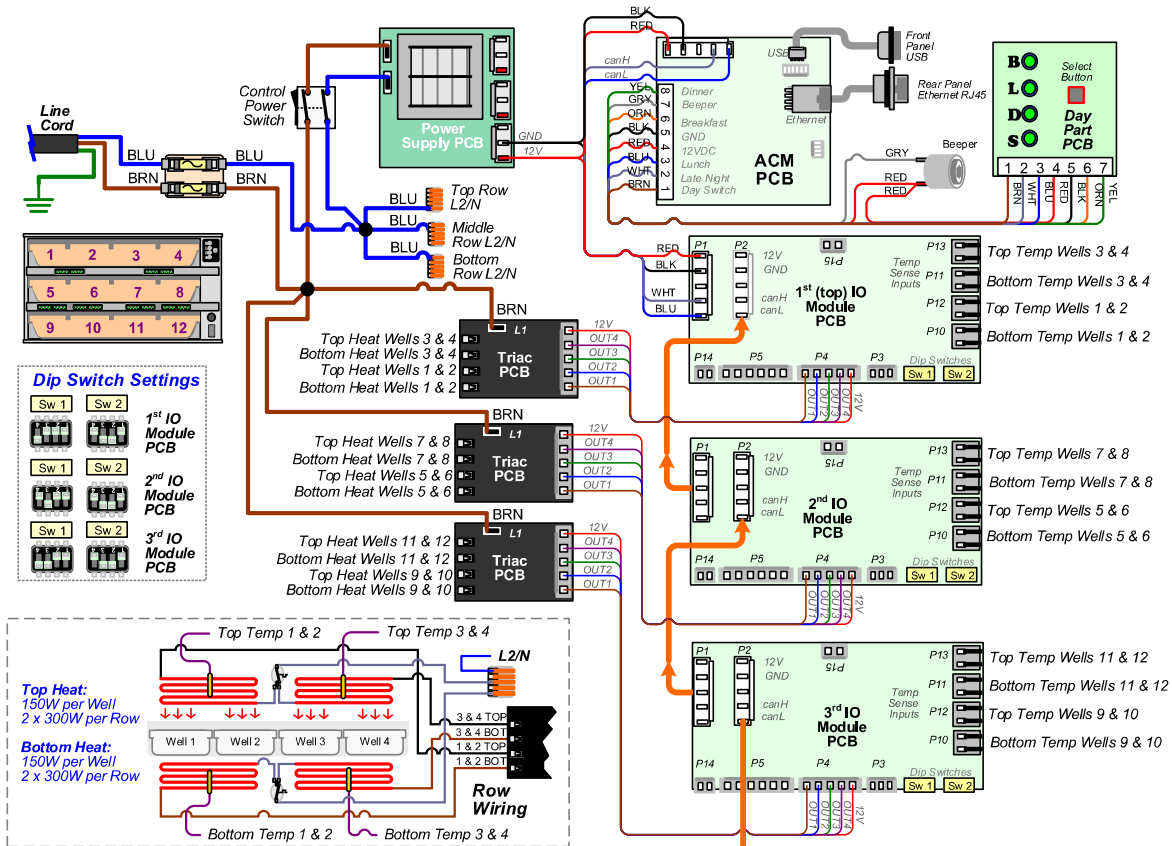 Line
Cord
BLU
BRN
BLU
BRN
Control
Power
Switch
Power
Supply PCB
GND
12V
BLU
BLU
BLU
Top Row
L2/N
Middle
Row L2/N
Bottom
Row L2/N
BLK
RED
canH
canL
YEL
GRY
ORN
BLK
RED
BLU
WHT
BRN
8
7
6
5
4
3
2
1
Dinner
Beeper
Breakfast
GND
12VDC
Lunch
Late Night
Day Switch
ACM
PCB
USB
Ethernet
Front
Panel
USB
Rear Panel
Ethernet RJ45
GRY
RED
RED
Beeper
B
L
D
S
Select
Button
Day
Part
PCB
1 2 3 4 5 6 7
BRN
WHT
BLU
RED
BLK
ORN
YEL
1 2 3 4
5 6 7 8
9 10 11 12
Dip Switch Settings
Sw 1 Sw 2
1st IO
Module
PCB
2nd IO
Module
PCB
Sw 1 Sw 2
3rd IO
Module
PCB
Sw 1 Sw 2
BRN
L1
Triac
PCB
Top Heat Wells 3 & 4
Bottom Heat Wells 3 & 4
Top Heat Wells 1 & 2
Bottom Heat Wells 1 & 2
12V
OUT4
OUT3
OUT2
OUT1
BRN
L1
Triac
PCB
Top Heat Wells 7 & 8
Bottom Heat Wells 7 & 8
Top Heat Wells 5 & 6
Bottom Heat Wells 5 & 6
12V
OUT4
OUT3
OUT2
OUT1
BRN
L1
Triac
PCB
Top Heat Wells 11 & 12
Bottom Heat Wells 11 & 12
Top Heat Wells 9 & 10
Bottom Heat Wells 9 & 10
12V
OUT4
OUT3
OUT2
OUT1
RED
BLK
WHT
BLU
P1
P2
12V
GND
canH
canL
P15
1st (top) IO
Module
PCB
Temp
Sense
Inputs
P13
P11
P12
P10
Top Temp Wells 3 & 4
Bottom Temp Wells 3 & 4
Top Temp Wells 1 & 2
Bottom Temp Wells 1 & 2
P14
P5
P4
P3
Dip Switches
Sw 1 Sw 2
OUT1
OUT2
OUT3
OUT4
12V
P1
P2
12V
GND
canH
canL
P15
2nd IO
Module
PCB
Temp
Sense
Inputs
P13
P11
P12
P10
Top Temp Wells 7 & 8
Bottom Temp Wells 7 & 8
Top Temp Wells 5 & 6
Bottom Temp Wells 5 & 6
P14
P5
P4
P3
Dip Switches
Sw 1 Sw 2
OUT1
OUT2
OUT3
OUT4
12V
P1
P2
12V
GND
canH
canL
P15
3rd IO
Module
PCB
Temp
Sense
Inputs
P13
P11
P12
P10
Top Temp Wells 11 & 12
Bottom Temp Wells 11 & 12
Top Temp Wells 9 & 10
Bottom Temp Wells 9 & 10
P14
P5
P4
P3
Dip Switches
Sw 1 Sw 2
OUT1
OUT2
OUT3
OUT4
12V
Top Temp 1 & 2
Top Temp 3 & 4
L2/N
Top Heat:
150W per Well
2 x 300W per Row
Bottom Heat:
150W per Well
2 x 300W per Row
Well 1
Well 2
Well 3
Well 4
3 & 4 TOP
3 & 4 BOT
1 & 2 TOP
1 & 2 BOT
Row
Wiring
Bottom Temp 1 & 2
Bottom Temp 3 & 4